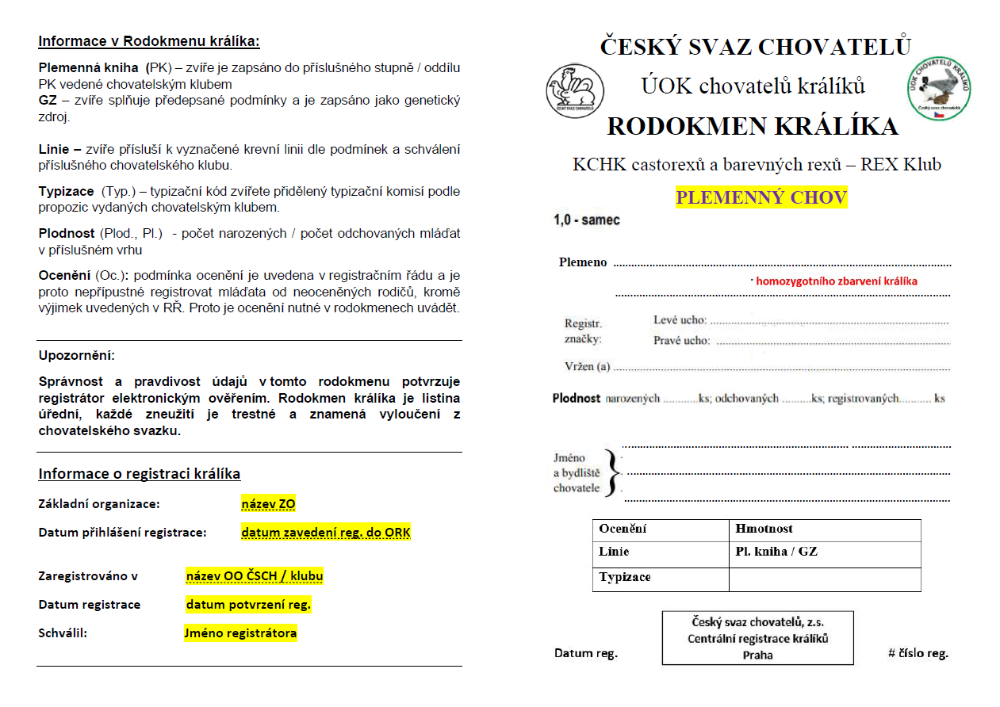 Informace v Rodokmenu králíka:
Plemenná kniha (PK) – zvíře je zapsáno do příslušného stupně / oddílu
PK vedené chovatelským klubem
GZ – zvíře splňuje předepsané podmínky a je zapsáno jako genetický
zdroj.
Linie – zvíře přísluší k vyznačené krevní linii dle podmínek a schválení
příslušného chovatelského klubu.
Typizace (Typ.) – typizační kód zvířete přidělený typizační komisí podle
propozic vydaných chovatelským klubem.
Plodnost (Plod., Pl.) - počet narozených / počet odchovaných mláďat
v příslušném vrhu
Ocenění (Oc.): podmínka ocenění je uvedena v registračním řádu a je
proto nepřípustné registrovat mláďata od neoceněných rodičů, kromě
výjimek uvedených v RŘ. Proto je ocenění nutné v rodokmenech uvádět.
Upozornění:
Správnost a pravdivost údajů v tomto rodokmenu potvrzuje
registrátor elektronickým ověřením. Rodokmen králíka je listina
úřední, každé zneužití je trestné a znamená vyloučení z
chovatelského svazku.
Informace o registraci králíka
Základní organizace: název ZO
Datum přihlášení registrace: datum zavedení reg. do ORK
Zaregistrováno v název OO ČSCH / klubu
Datum registrace datum potvrzení reg.
Schválil: Jméno registrátora
ČESKÝ SVAZ CHOVATELŮ
ČESKÝ SVAZ CHOVATELŮ
ÚOK CHOVATELŮ KRÁLÍKŮ
Český svaz chovatelů
ÚOK chovatelů králíků
RODOKMEN KRÁLÍKA
KCHK castorexů a barevných rexů – REX Klub
PLEMENNÝ CHOV
1,0 - samec
Plemeno ................................................................
homozygotního zbarvení králíka
................................................................
Registr.
značky:
Levé ucho: ................................................................
Pravé ucho: ................................................................
Vržen (a) ................................................................
Plodnost narozených ............ks; odchovaných ..........ks; registrovaných........... ks
Jméno
a bydliště
chovatele
Ocenění Hmotnost
Linie Pl. kniha / GZ
Typizace
Český svaz chovatelů, z.s.
Centrální registrace králíků
Praha
Datum reg.
# číslo reg.